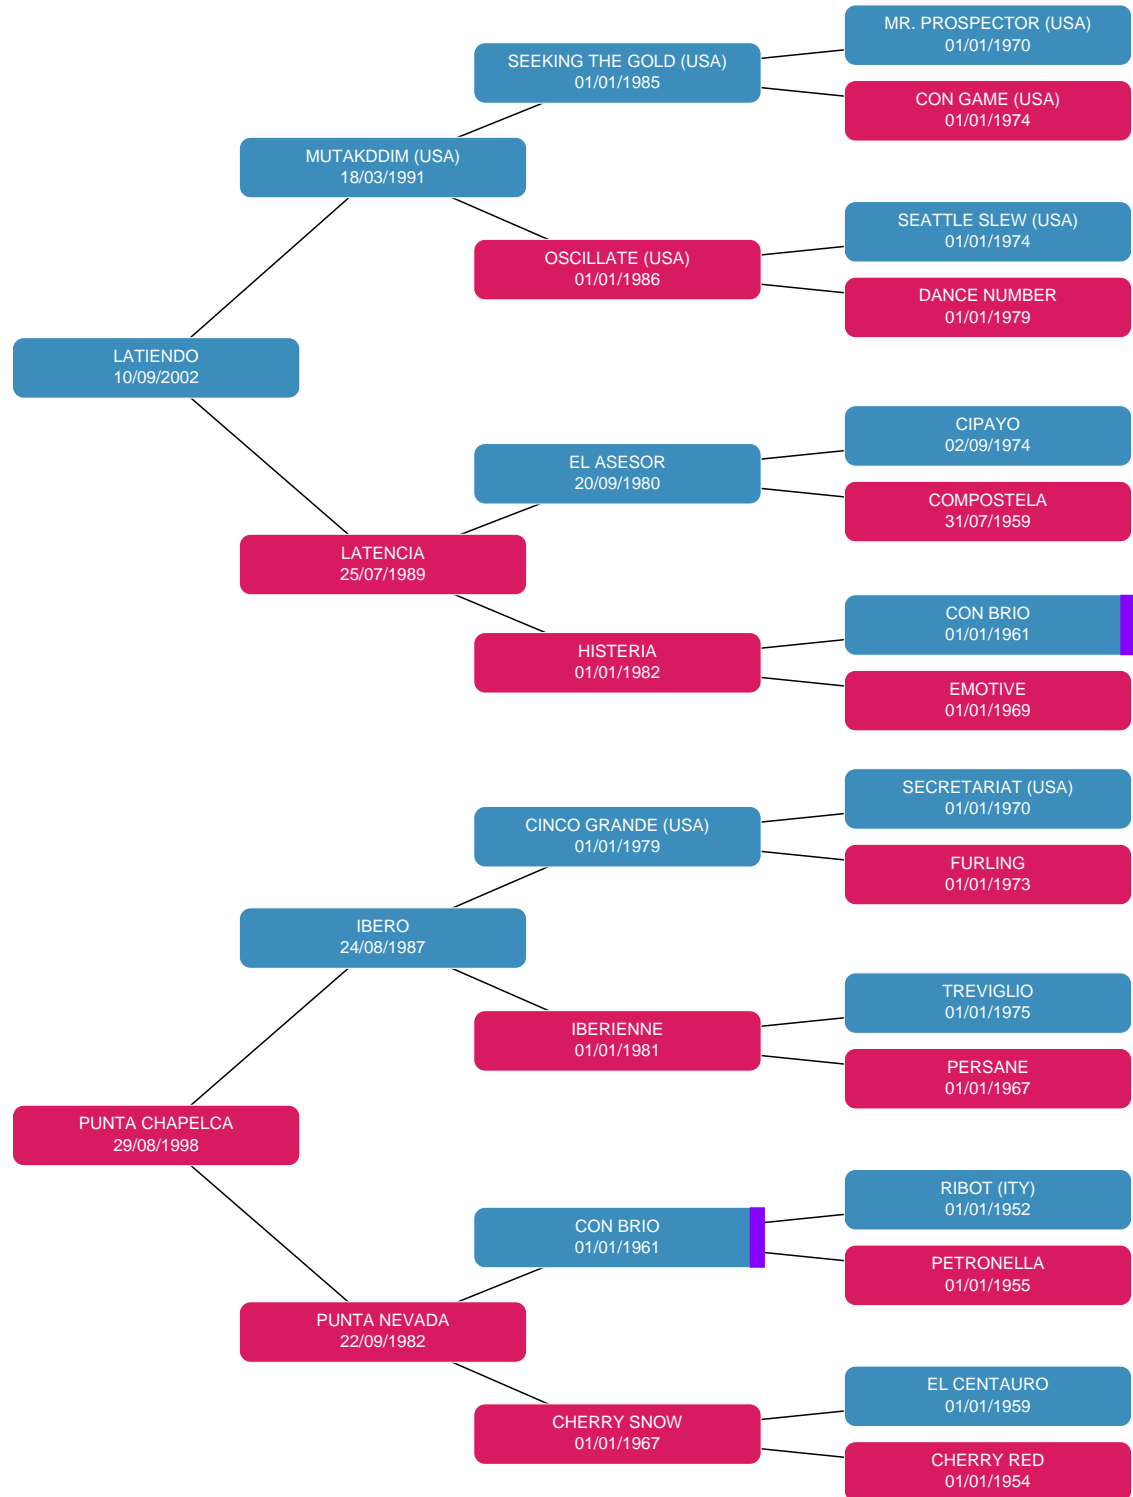 MR. PROSPECTOR (USA)
01/01/1970
SEEKING THE GOLD (USA)
01/01/1985
CON GAME (USA)
01/01/1974
MUTAKDDIM (USA)
18/03/1991
SEATTLE SLEW (USA)
01/01/1974
OSCILLATE (USA)
01/01/1986
DANCE NUMBER
01/01/1979
LATIENDO
10/09/2002
CIPAYO
02/09/1974
EL ASESOR
20/09/1980
COMPOSTELA
31/07/1959
LATENCIA
25/07/1989
CON BRIO
01/01/1961
HISTERIA
01/01/1982
EMOTIVE
01/01/1969
SECRETARIAT (USA)
01/01/1970
CINCO GRANDE (USA)
01/01/1979
FURLING
01/01/1973
IBERO
24/08/1987
TREVIGLIO
01/01/1975
IBERIENNE
01/01/1981
PERSANE
01/01/1967
PUNTA CHAPELCA
29/08/1998
RIBOT (ITY)
01/01/1952
CON BRIO
01/01/1961
PETRONELLA
01/01/1955
PUNTA NEVADA
22/09/1982
EL CENTAURO
01/01/1959
CHERRY SNOW
01/01/1967
CHERRY RED
01/01/1954